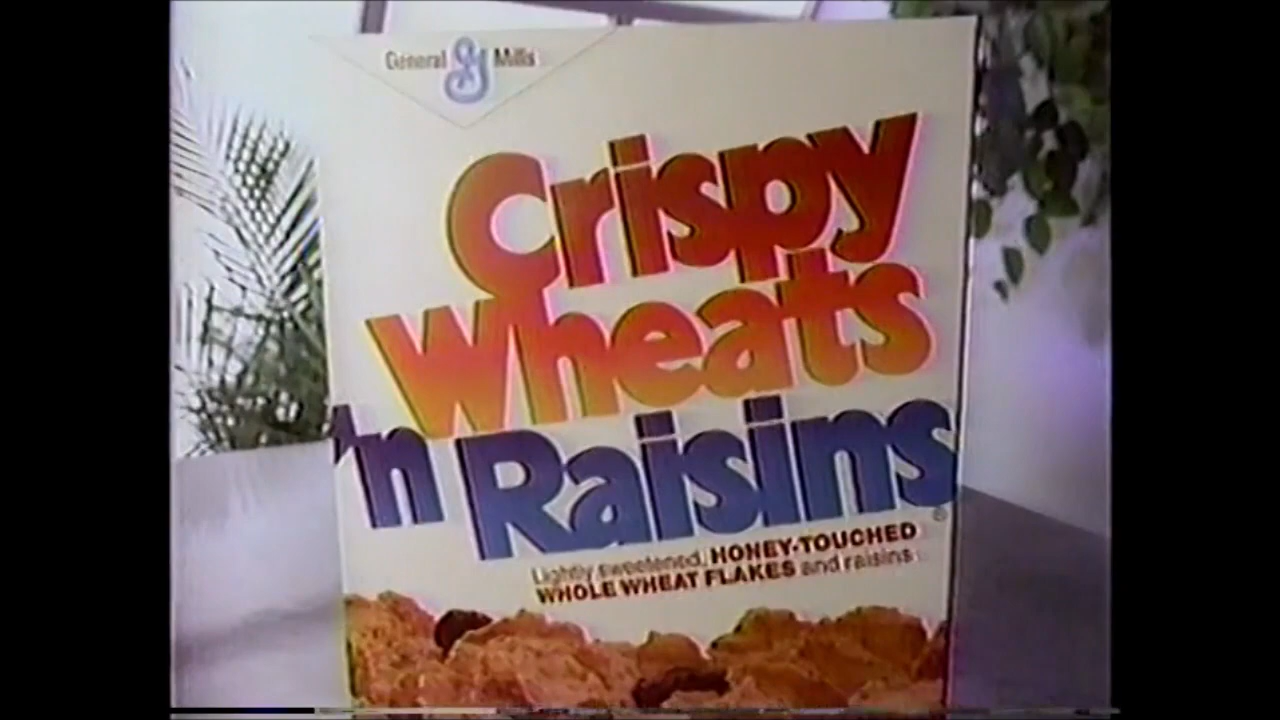 General Mills
Crispy
Wheats
'n Raisins®
Lightly sweetened, HONEY-TOUCHED
WHOLE WHEAT FLAKES and raisins